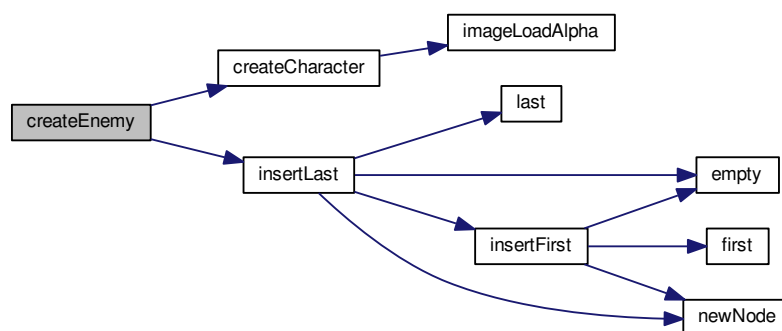 imageLoadAlpha
createCharacter
last
createEnemy
insertLast
empty
insertFirst
first
newNode